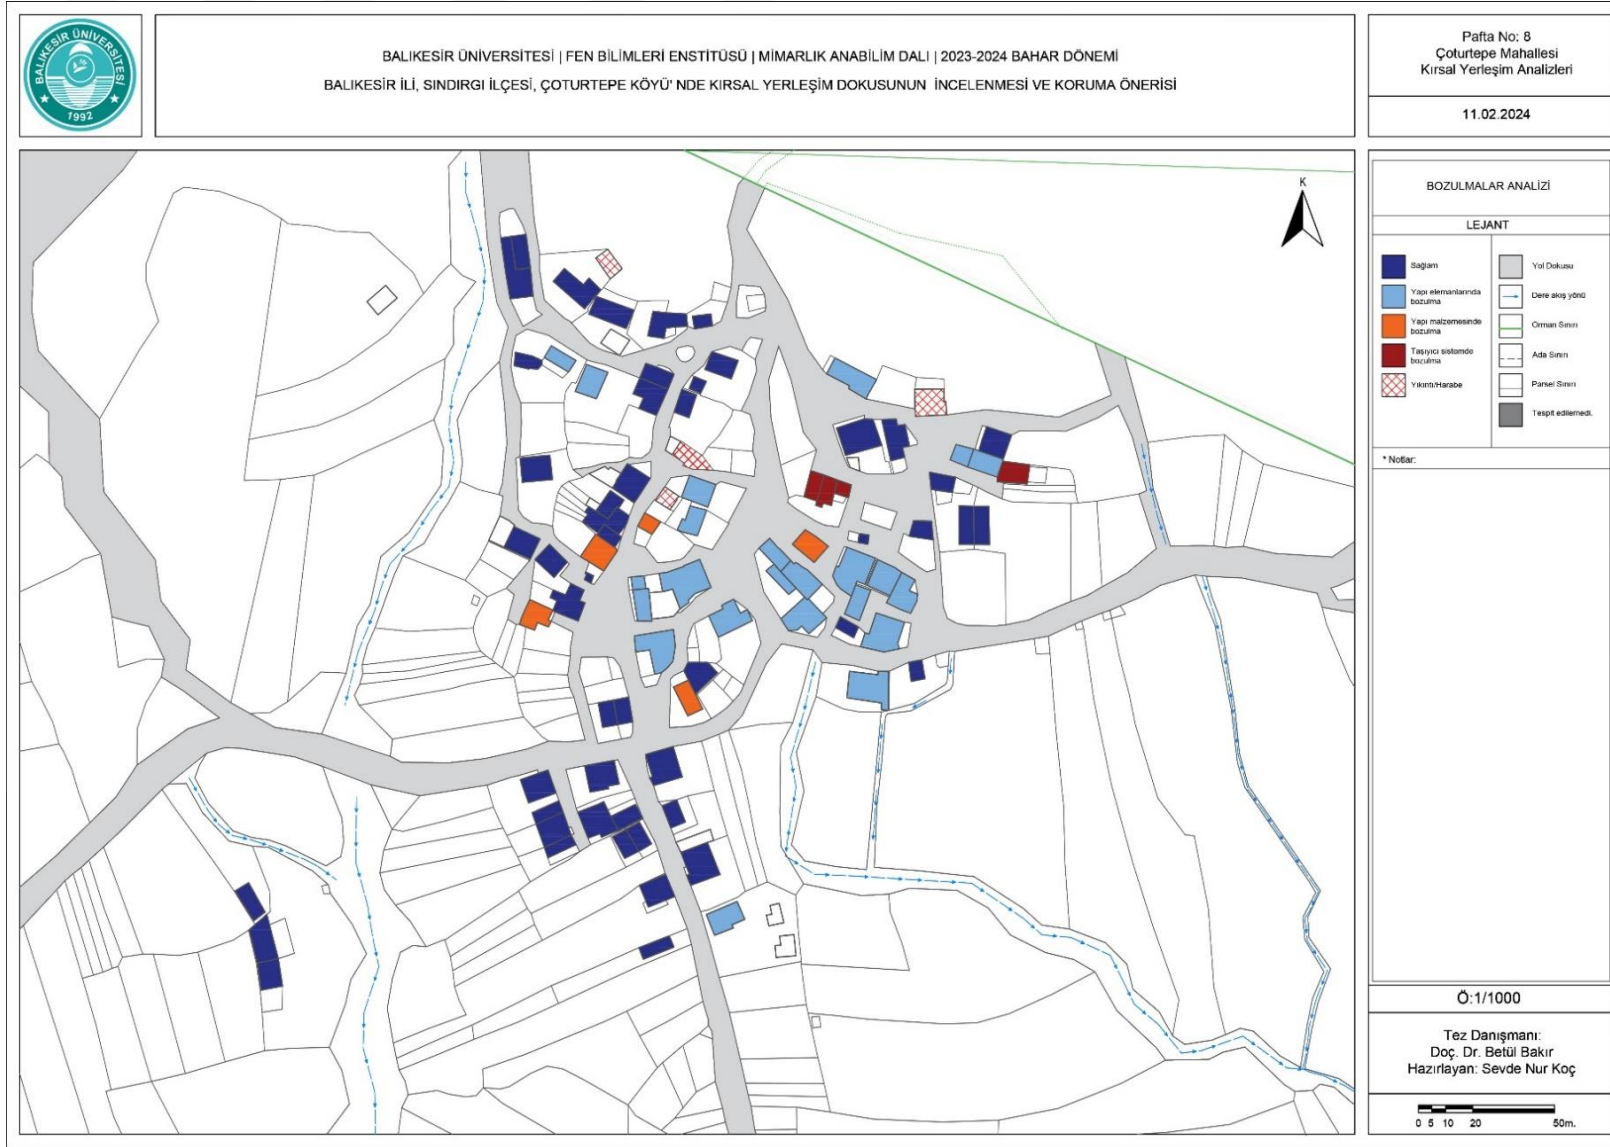 BALIKESİR ÜNİVERSİTESİ
1992
BALIKESİR ÜNİVERSİTESİ | FEN BİLİMLERİ ENSTİTÜSÜ | MİMARLIK ANABİLİM DALI | 2023-2024 BAHAR DÖNEMİ
BALIKESİR İLİ, SINDIRGI İLÇESİ, ÇOTURTEPE KÖYÜ' NDE KIRSAL YERLEŞİM DOKUSUNUN İNCELENMESİ VE KORUMA ÖNERİSİ
Pafta No: 8
Çoturtepe Mahallesi
Kırsal Yerleşim Analizleri
11.02.2024
K
BOZULMALAR ANALİZİ
LEJANT
Sağlam
Yapı elemanlarında
bozulma
Yapı malzemesinde
bozulma
Taşıyıcı sistemde
bozulma
Yıkıntı/Harabe
Yol Dokusu
Dere akış yönü
Orman Sınırı
Ada Sınırı
Parsel Sınırı
Tespit edilemedi.
* Notlar:
Ö:1/1000
Tez Danışmanı:
Doç. Dr. Betül Bakır
Hazırlayan: Sevde Nur Koç
0 5 10 20 50m.